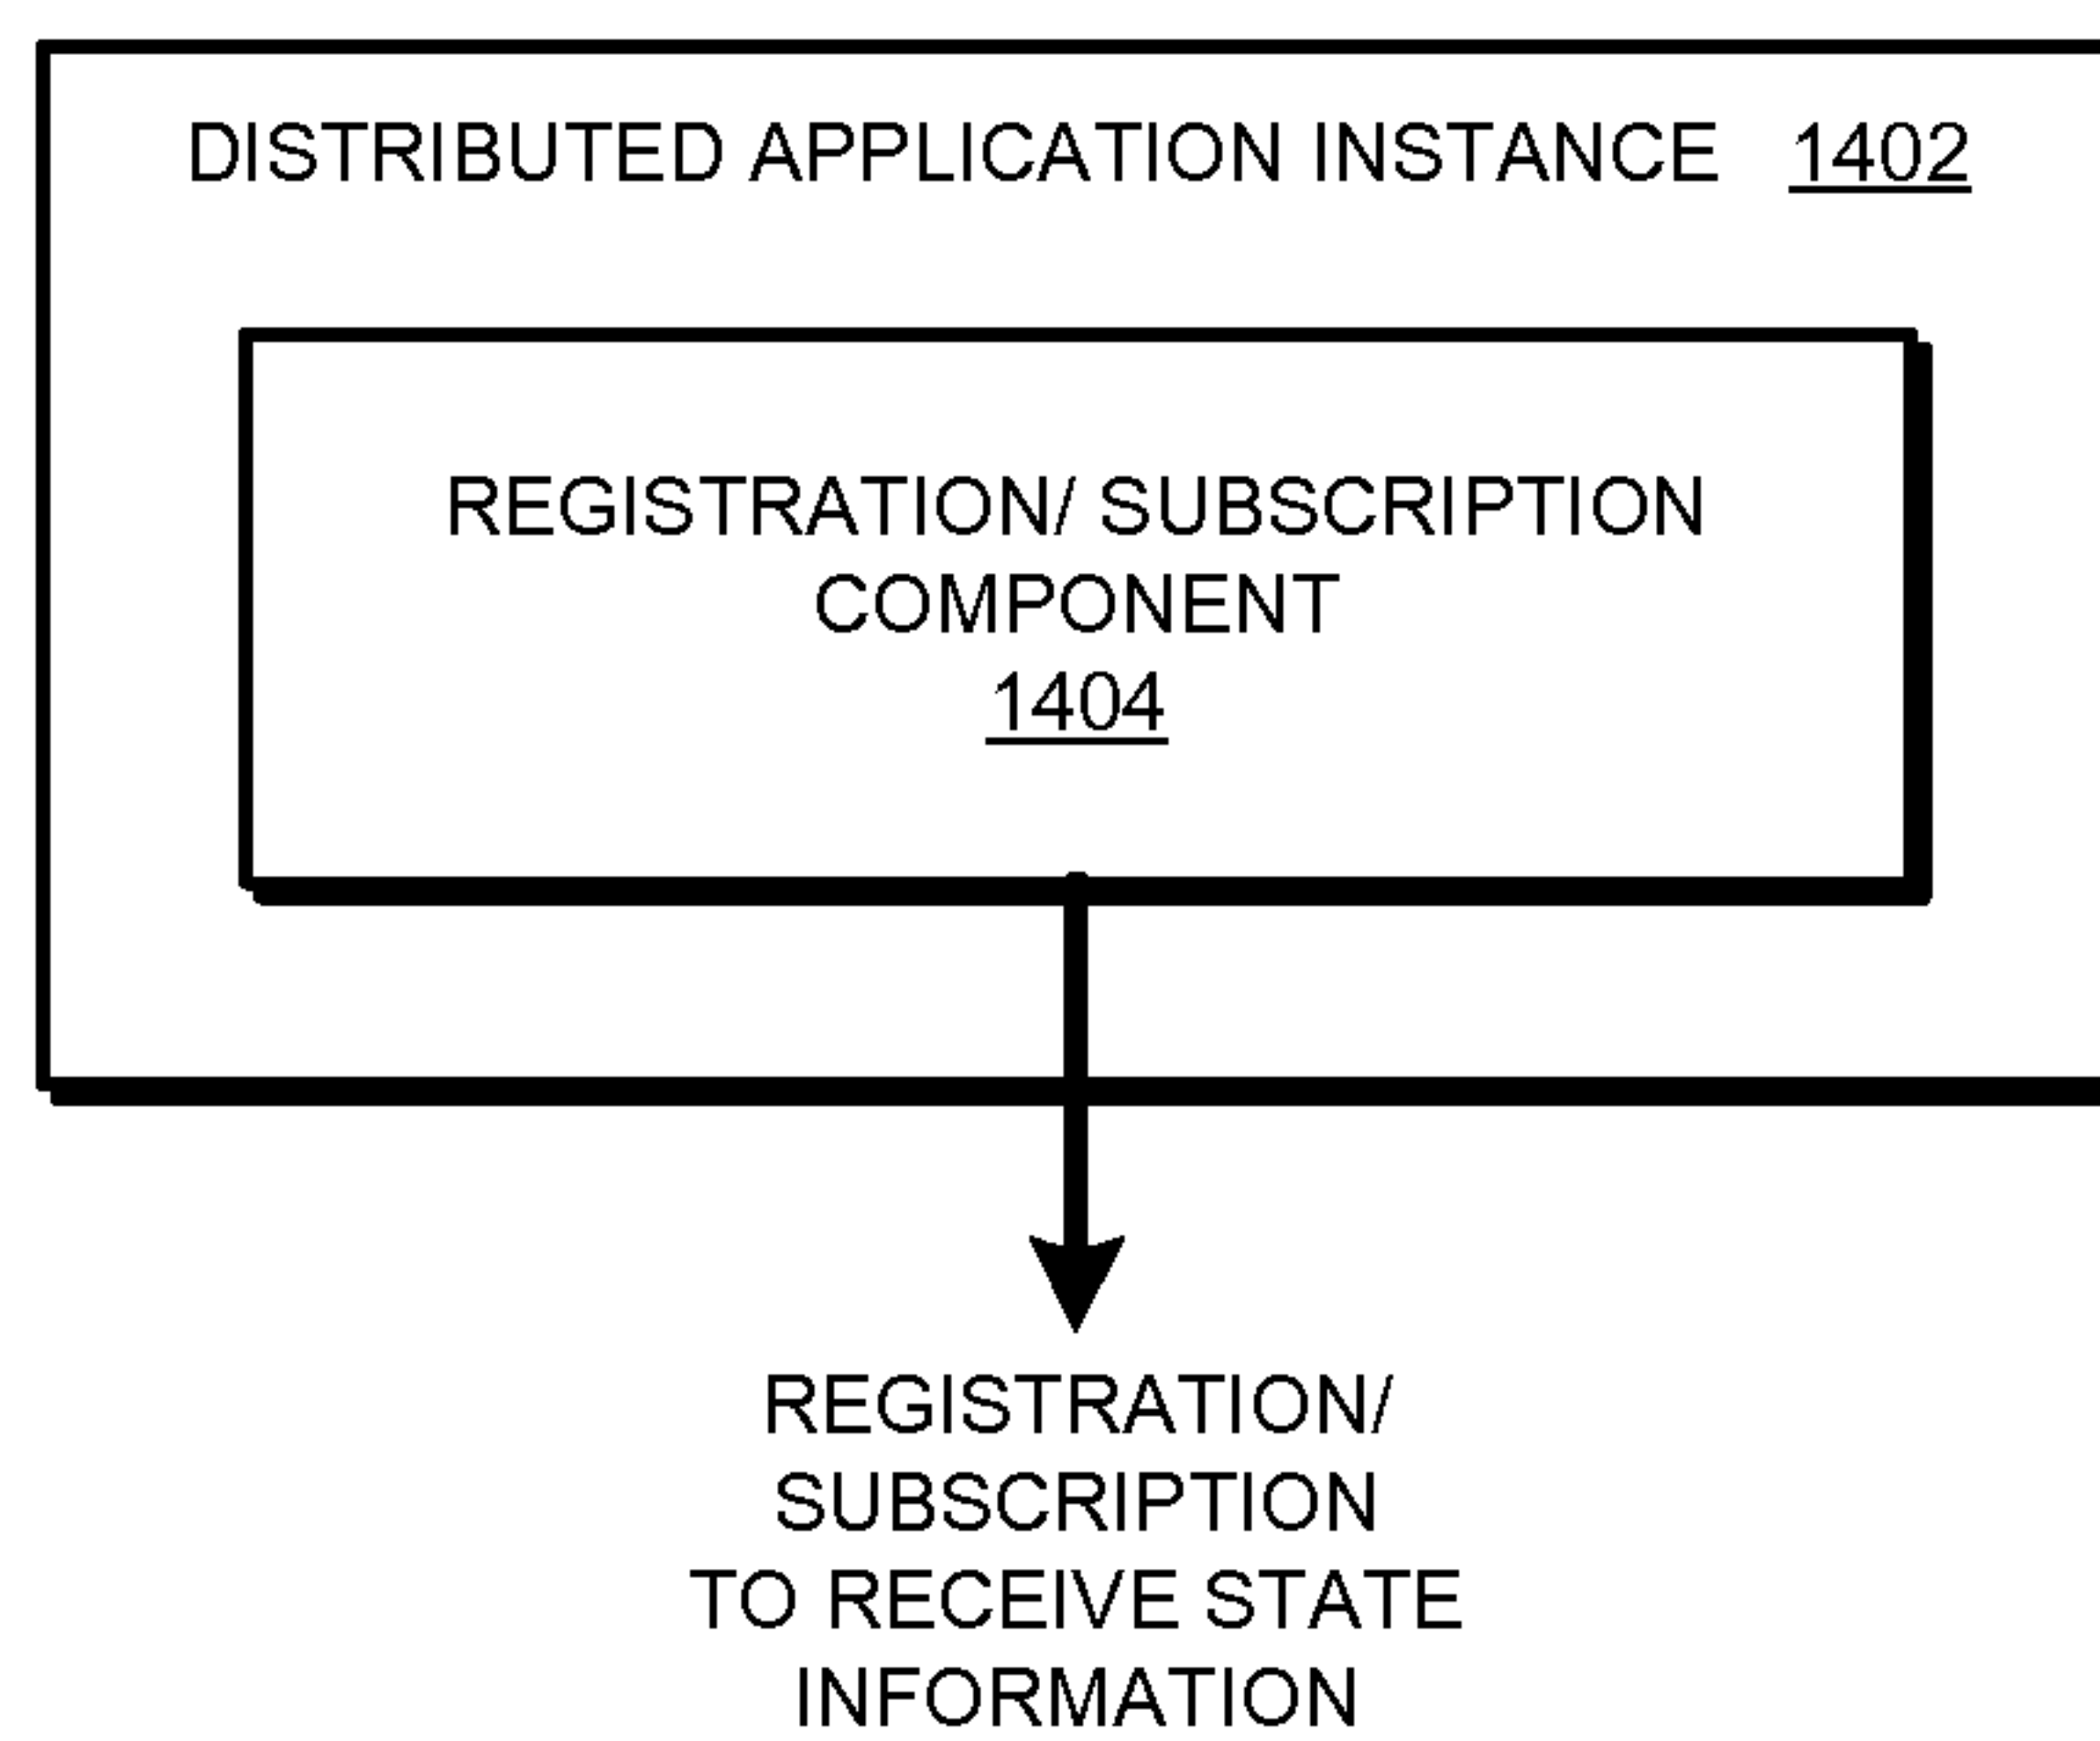 DISTRIBUTED APPLICATION INSTANCE 1402
REGISTRATION/ SUBSCRIPTION
COMPONENT
1404
REGISTRATION/
SUBSCRIPTION
TO RECEIVE STATE
INFORMATION